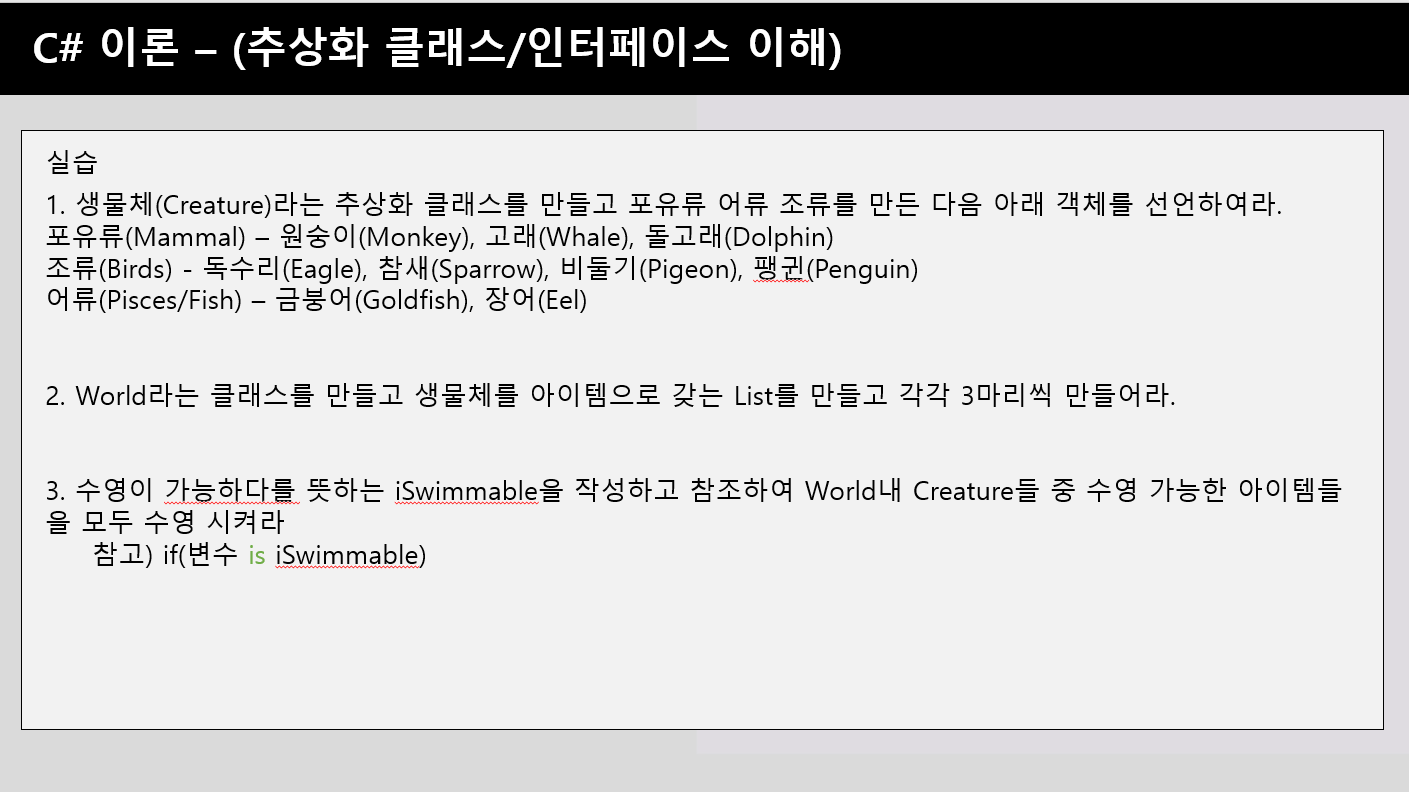 C# 이론 – (추상화 클래스/인터페이스 이해)
실습
1. 생물체(Creature)라는 추상화 클래스를 만들고 포유류 어류 조류를 만든 다음 아래 객체를 선언하여라.
포유류(Mammal) – 원숭이(Monkey), 고래(Whale), 돌고래(Dolphin)
조류(Birds) - 독수리(Eagle), 참새(Sparrow), 비둘기(Pigeon), 팽귄(Penguin)
어류(Pisces/Fish) – 금붕어(Goldfish), 장어(Eel)
2. World라는 클래스를 만들고 생물체를 아이템으로 갖는 List를 만들고 각각 3마리씩 만들어라.
3. 수영이 가능하다를 뜻하는 iSwimmable을 작성하고 참조하여 World내 Creature들 중 수영 가능한 아이템들
을 모두 수영 시켜라
참고) if(변수 is iSwimmable)